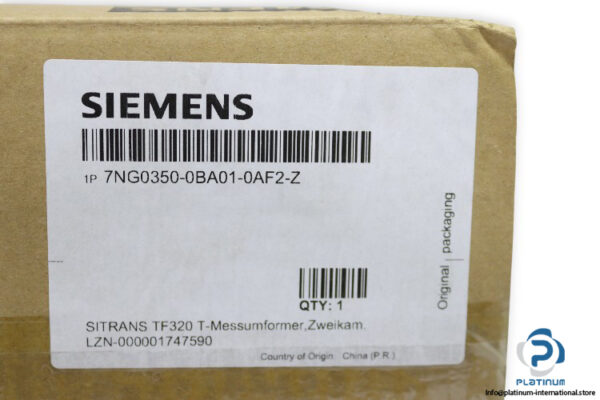 SIEMENS
1P 7NG0350-0BA01-0AF2-Z
QTY: 1
SITRANS TF320 T-Messumformer,Zweikam.
LZN-000001747590
Country of Origin China (P.R.)
Original packaging
PLATINUM
info@platinum-international.store